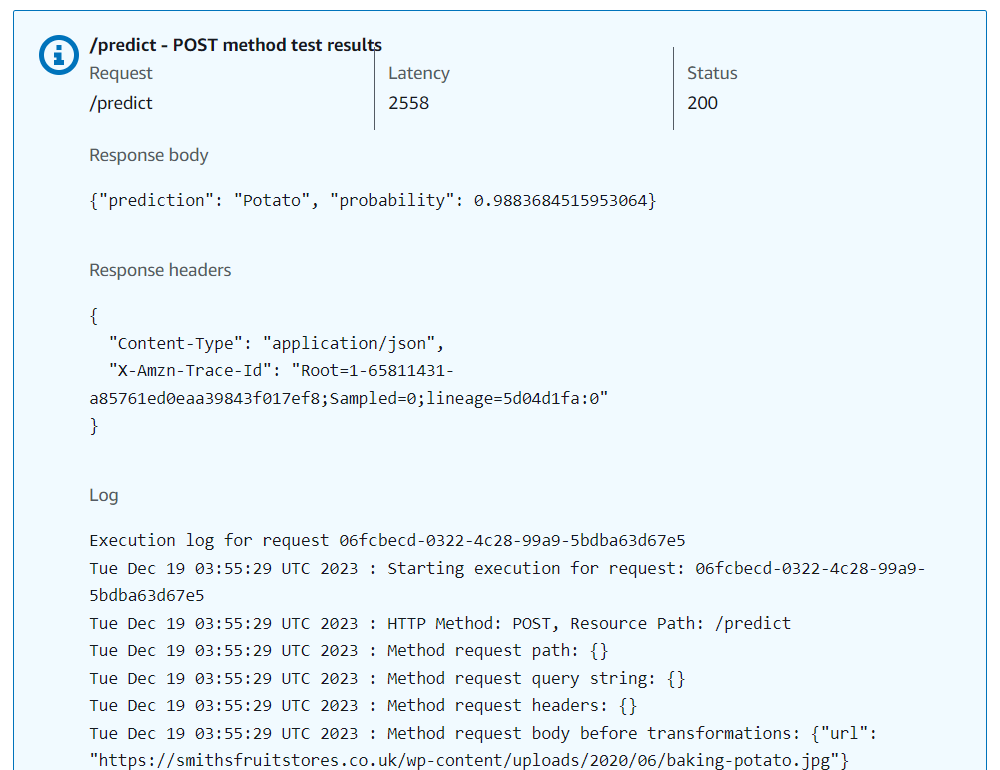 /predict - POST method test results
Request
/predict
Latency
2558
Status
200
Response body
{"prediction": "Potato", "probability": 0.9883684515953064}
Response headers
{
  "Content-Type": "application/json",
  "X-Amzn-Trace-Id": "Root=1-65811431-
a85761ed0eaa39843f017ef8;Sampled=0;lineage=5d04d1fa:0"
}
Log
Execution log for request 06fcbecd-0322-4c28-99a9-5bdba63d67e5
Tue Dec 19 03:55:29 UTC 2023 : Starting execution for request: 06fcbecd-0322-4c28-99a9-
5bdba63d67e5
Tue Dec 19 03:55:29 UTC 2023 : HTTP Method: POST, Resource Path: /predict
Tue Dec 19 03:55:29 UTC 2023 : Method request path: {}
Tue Dec 19 03:55:29 UTC 2023 : Method request query string: {}
Tue Dec 19 03:55:29 UTC 2023 : Method request headers: {}
Tue Dec 19 03:55:29 UTC 2023 : Method request body before transformations: {"url":
"https://smithsfruitstores.co.uk/wp-content/uploads/2020/06/baking-potato.jpg"}